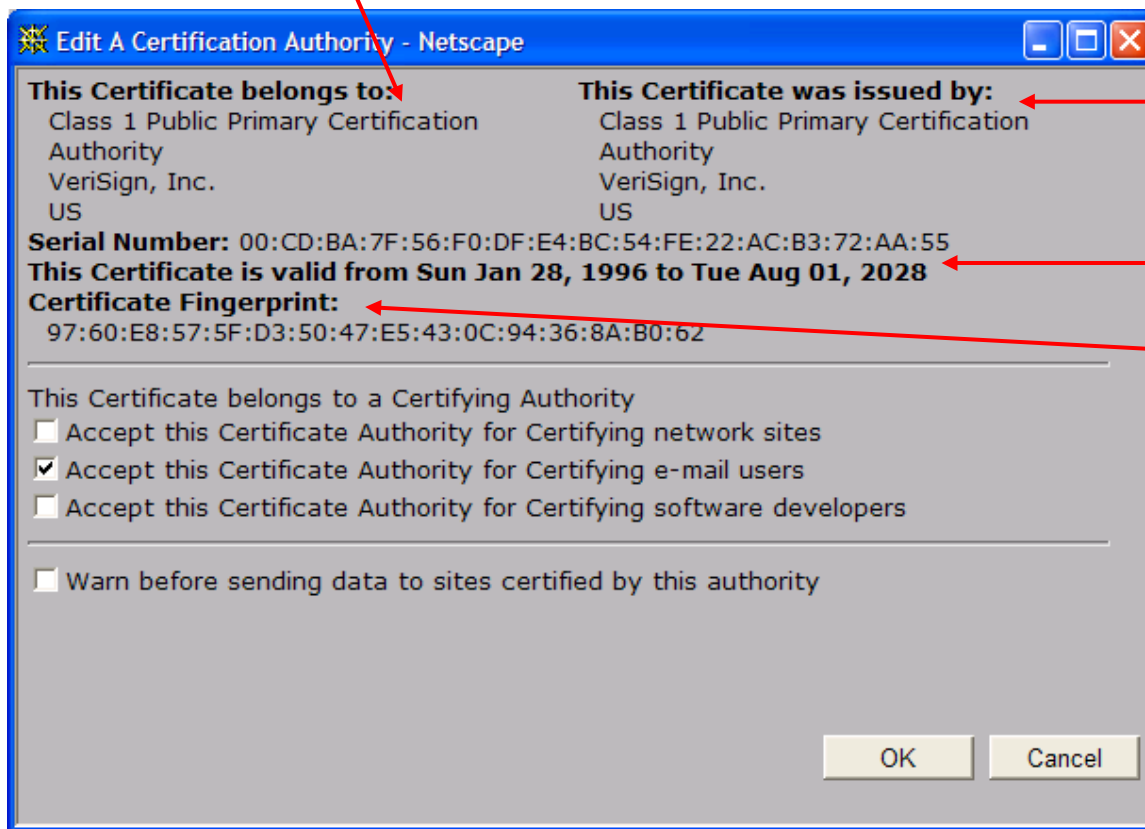 Edit A Certification Authority - Netscape
This Certificate belongs to:
Class 1 Public Primary Certification
Authority
VeriSign, Inc.
US
This Certificate was issued by:
Class 1 Public Primary Certification
Authority
VeriSign, Inc.
US
Serial Number: 00:CD:BA:7F:56:F0:DF:E4:BC:54:FE:22:AC:B3:72:AA:55
This Certificate is valid from Sun Jan 28, 1996 to Tue Aug 01, 2028
Certificate Fingerprint:
97:60:E8:57:5F:D3:50:47:E5:43:0C:94:36:8A:B0:62
This Certificate belongs to a Certifying Authority
Accept this Certificate Authority for Certifying network sites
Accept this Certificate Authority for Certifying e-mail users
Accept this Certificate Authority for Certifying software developers
Warn before sending data to sites certified by this authority
OK
Cancel